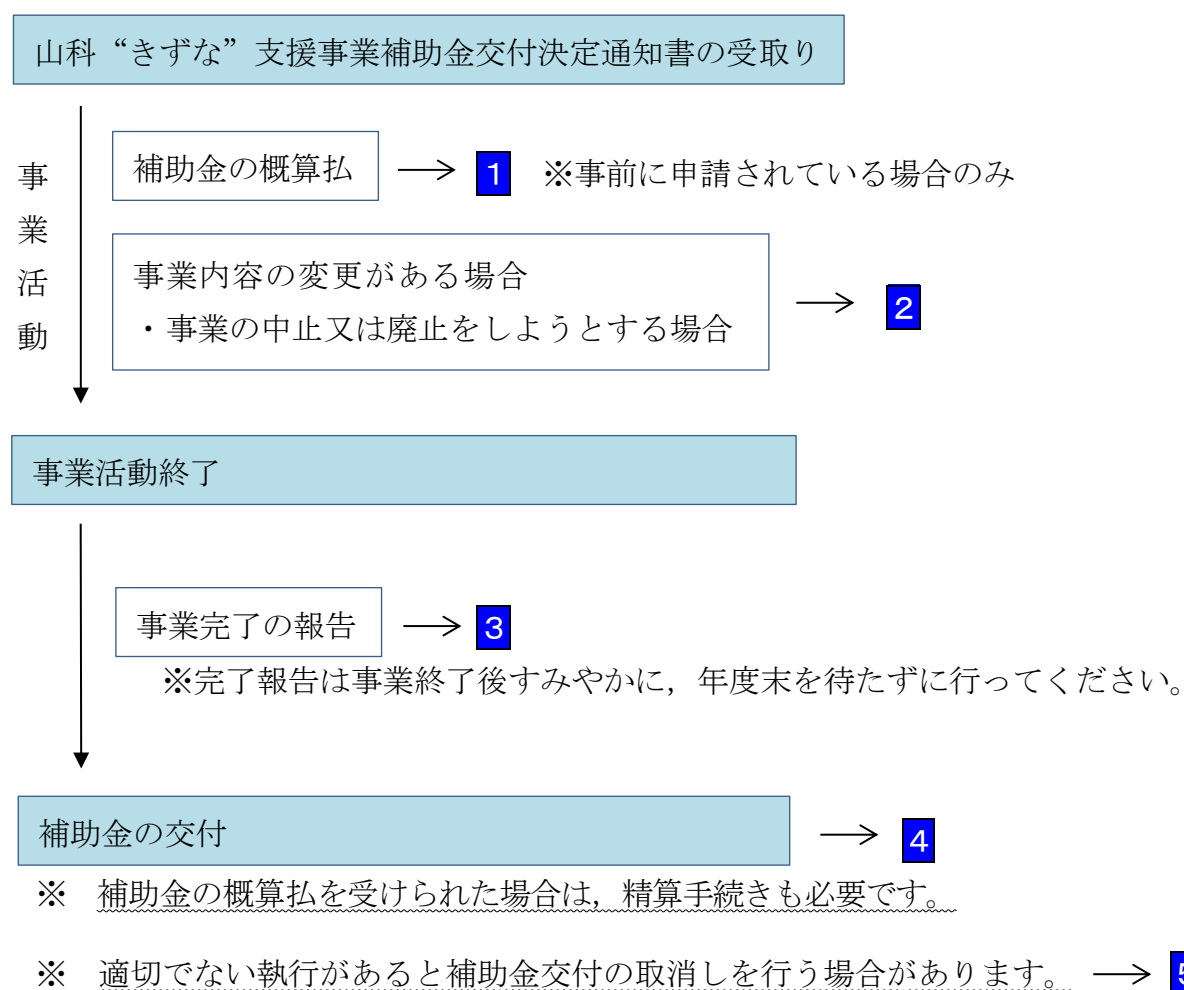 山科“きずな”支援事業補助金交付決定通知書の受取り
事業活動
補助金の概算払 → 1 ※事前に申請されている場合のみ
事業内容の変更がある場合
・事業の中止又は廃止をしようとする場合 → 2
事業活動終了
事業完了の報告 → 3
※完了報告は事業終了後すみやかに，年度末を待たずに行ってください。
補助金の交付 → 4
※ 補助金の概算払を受けられた場合は，精算手続きも必要です。
※ 適切でない執行があると補助金交付の取消しを行う場合があります。 → 5